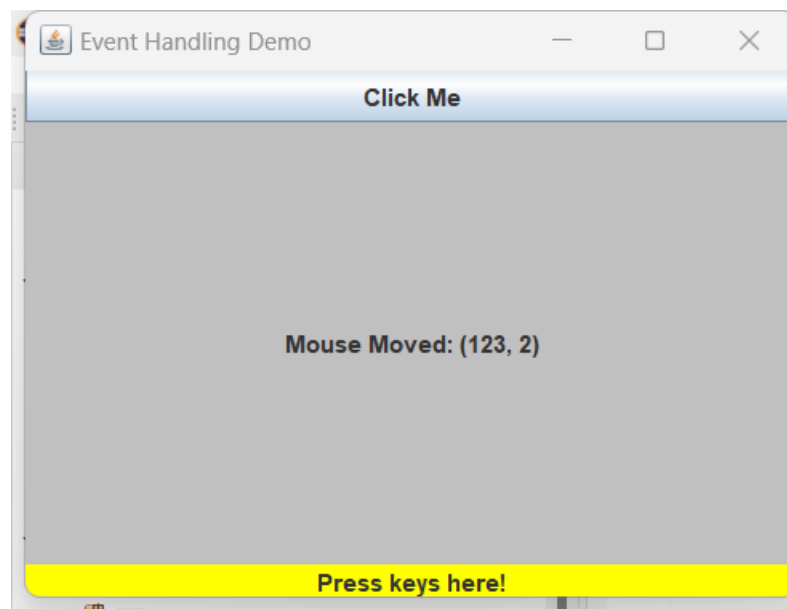 Event Handling Demo
Click Me
Mouse Moved: (123, 2)
Press keys here!